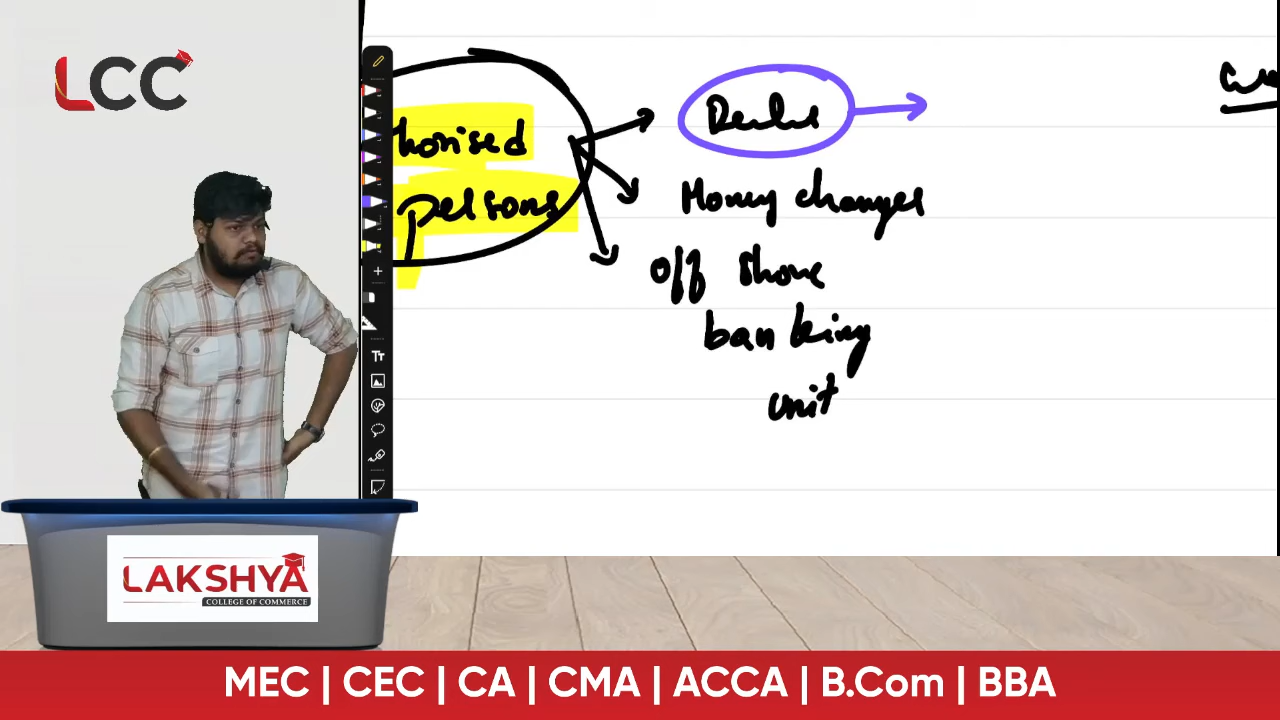 LCC
horised
persons
Dealer
Money changer
off shore
banking
unit
TT
LAKSHYA
COLLEGE OF COMMERCE
MEC | CEC | CA | CMA | ACCA | B.Com | BBA